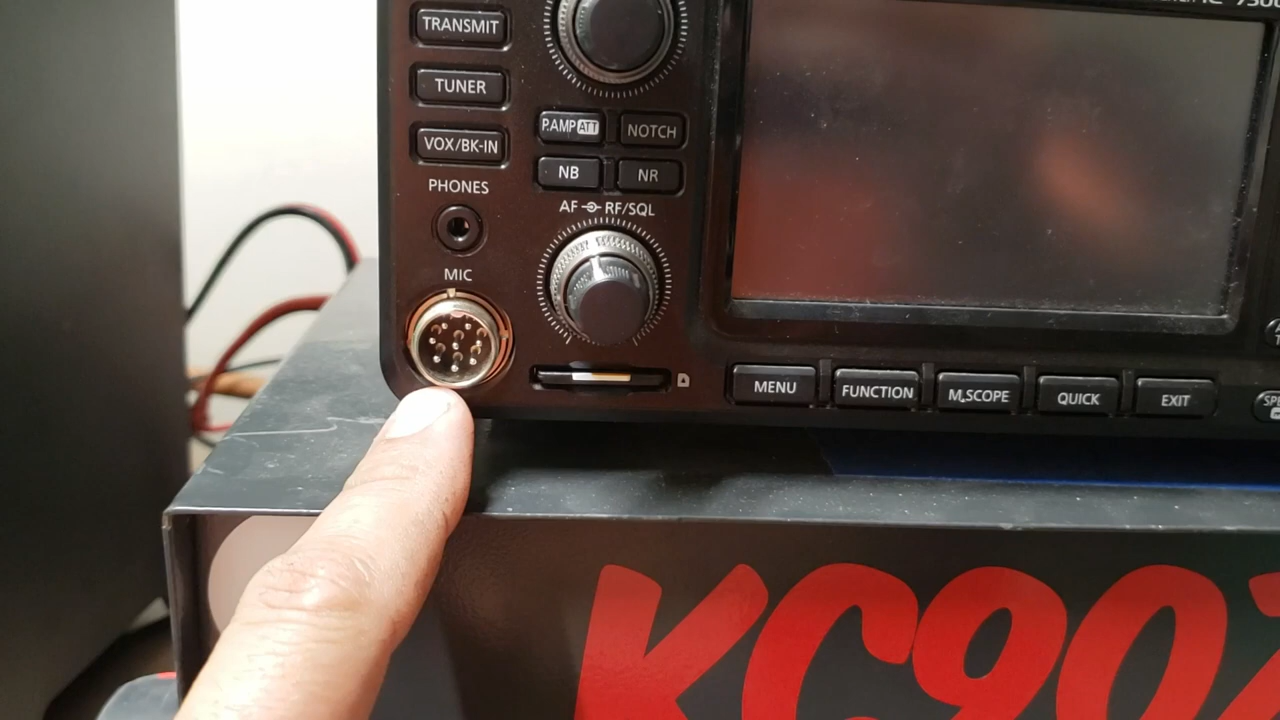 TRANSMIT
TUNER
VOX/BK-IN
P.AMP ATT
NOTCH
NB
NR
PHONES
AF RF/SQL
MIC
MENU
FUNCTION
M.SCOPE
QUICK
EXIT
KC90